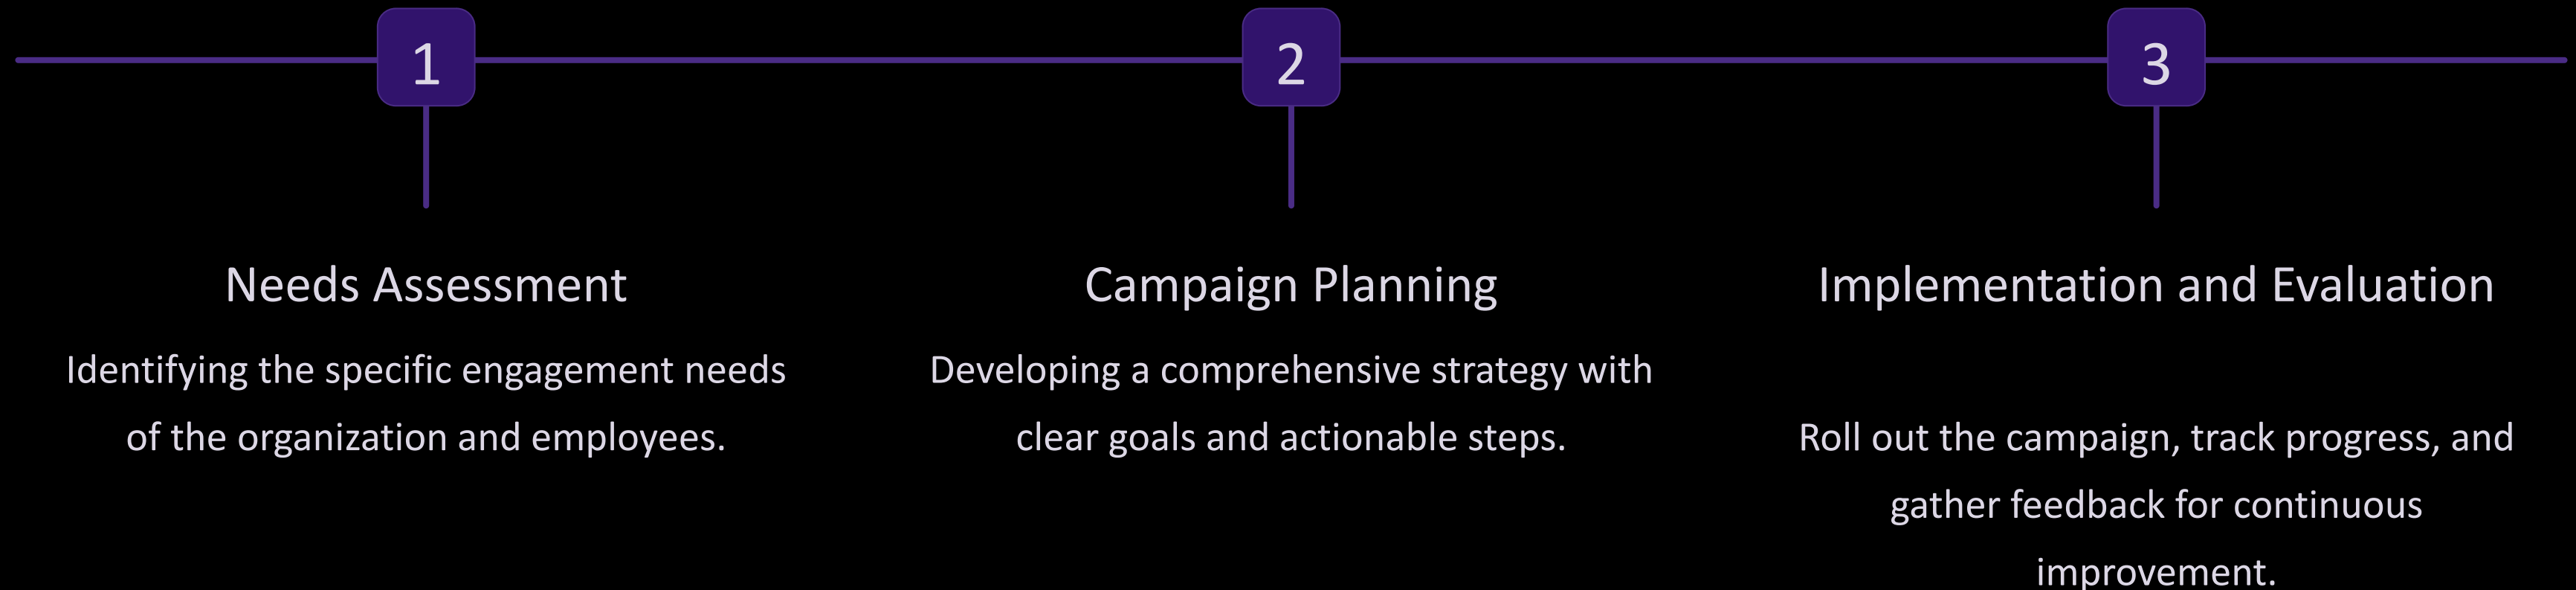 1
Needs Assessment
Identifying the specific engagement needs
of the organization and employees.
2
Campaign Planning
Developing a comprehensive strategy with
clear goals and actionable steps.
3
Implementation and Evaluation
Roll out the campaign, track progress, and
gather feedback for continuous
improvement.